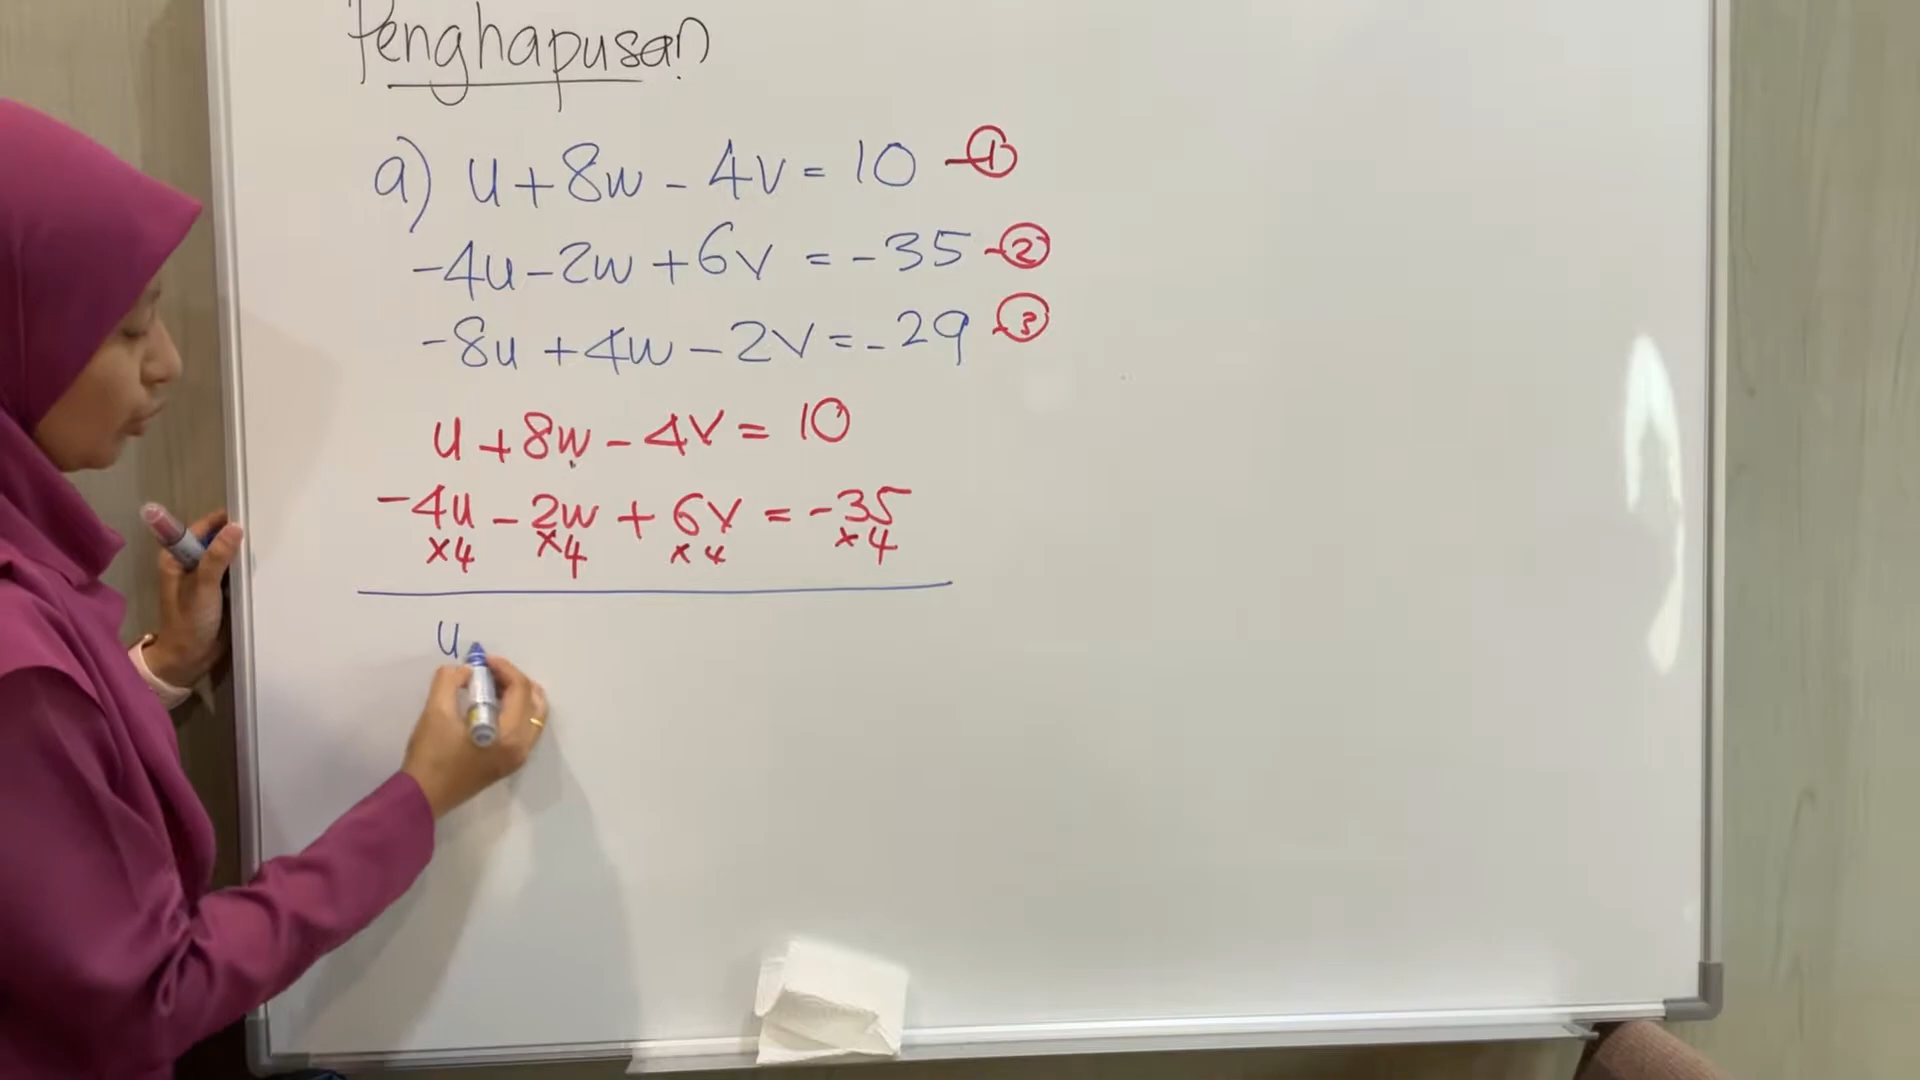 Penghapusan
a) u + 8w - 4v = 10 -①
-4u - 2w + 6v = -35 -②
-8u + 4w - 2v = -29 -③
u + 8w - 4v = 10
-4u - 2w + 6v = -35
×4 ×4 ×4 ×4
u